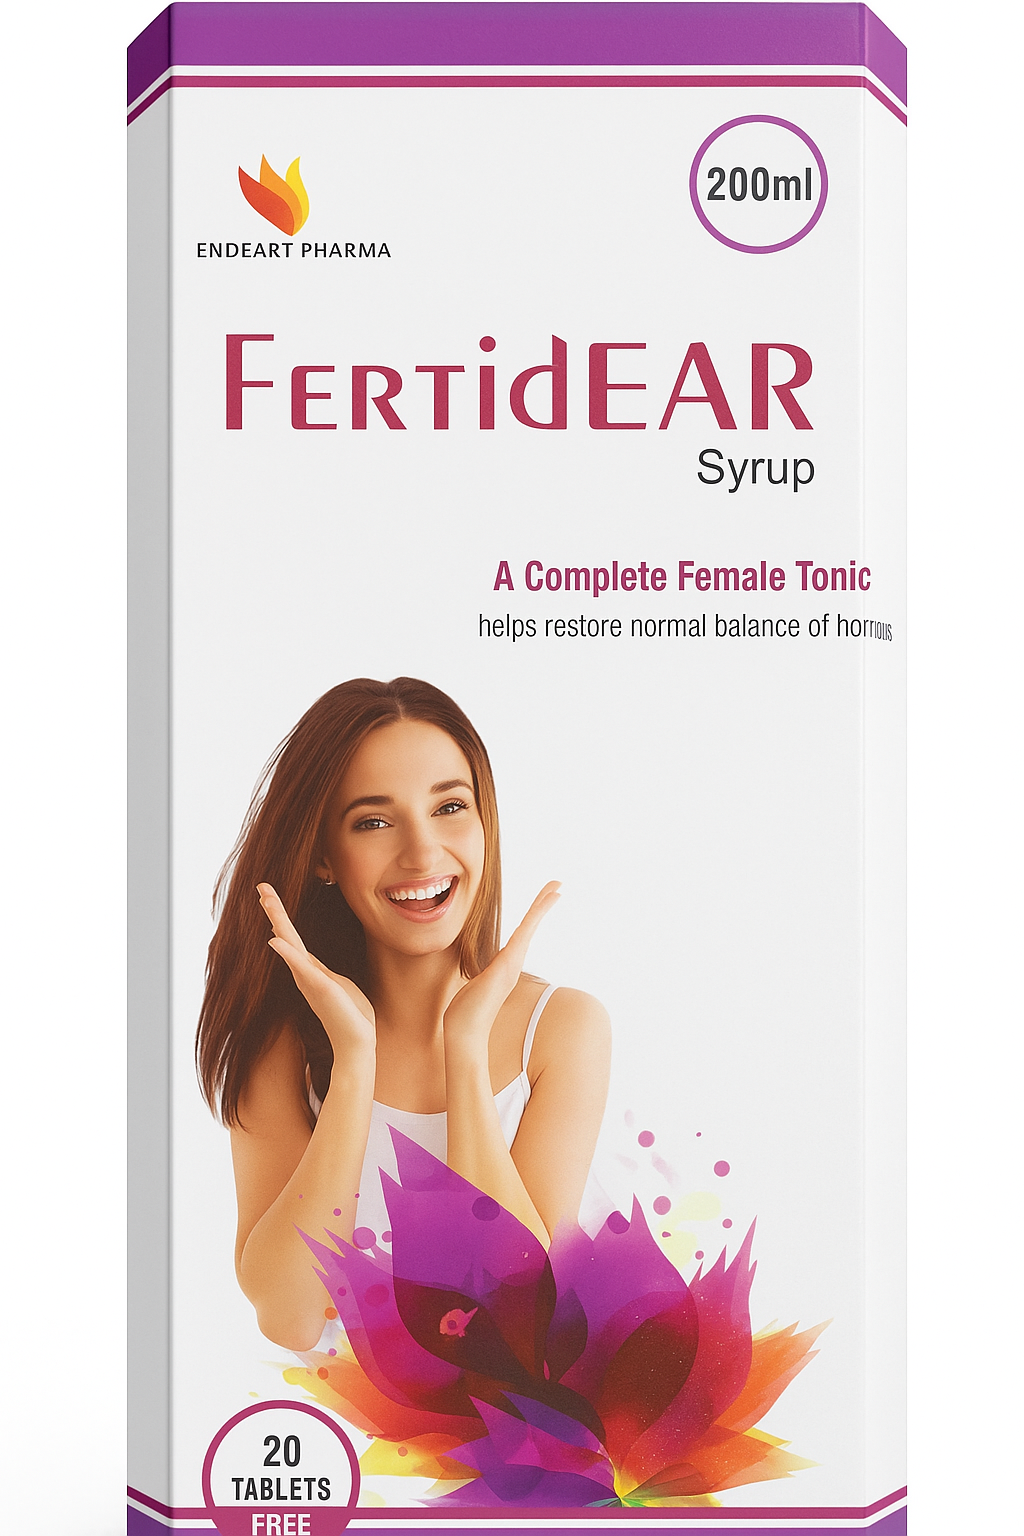 200ml
ENDEART PHARMA
FERTidEAR
Syrup
A Complete Female Tonic
helps restore normal balance of
20
TABLETS
FREE